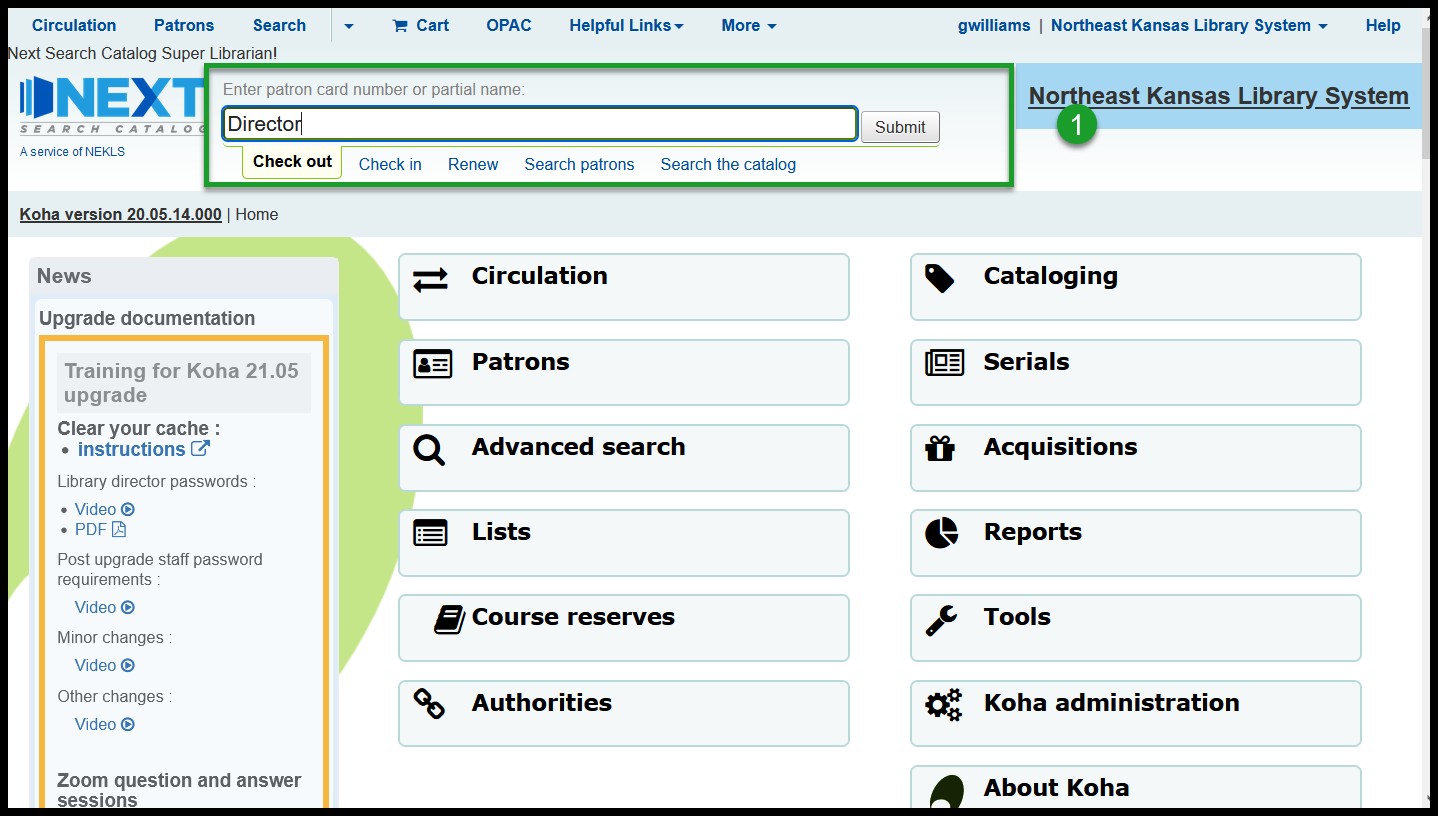 Circulation Patrons Search Cart OPAC Helpful Links More gwilliams | Northeast Kansas Library System Help
Next Search Catalog Super Librarian!
NEXT
SEARCH CATALOG
A service of NEKLS
Enter patron card number or partial name:
Director
Submit
Check out Check in Renew Search patrons Search the catalog
Northeast Kansas Library System
1
Koha version 20.05.14.000 | Home
News
Upgrade documentation
Training for Koha 21.05
upgrade
Clear your cache :
• instructions
Library director passwords :
• Video
• PDF
Post upgrade staff password
requirements :
Video
Minor changes :
Video
Other changes :
Video
Zoom question and answer
sessions
Circulation
Patrons
Advanced search
Lists
Course reserves
Authorities
Cataloging
Serials
Acquisitions
Reports
Tools
Koha administration
About Koha